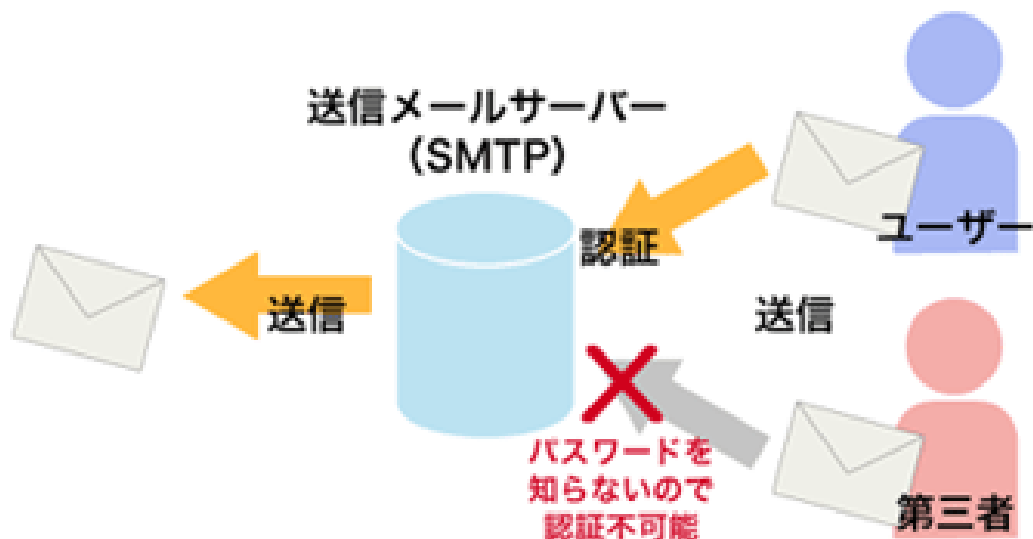 送信メールサーバー
(SMTP)
ユーザー
認証
送信
送信
パスワードを
知らないので
認証不可能
第三者